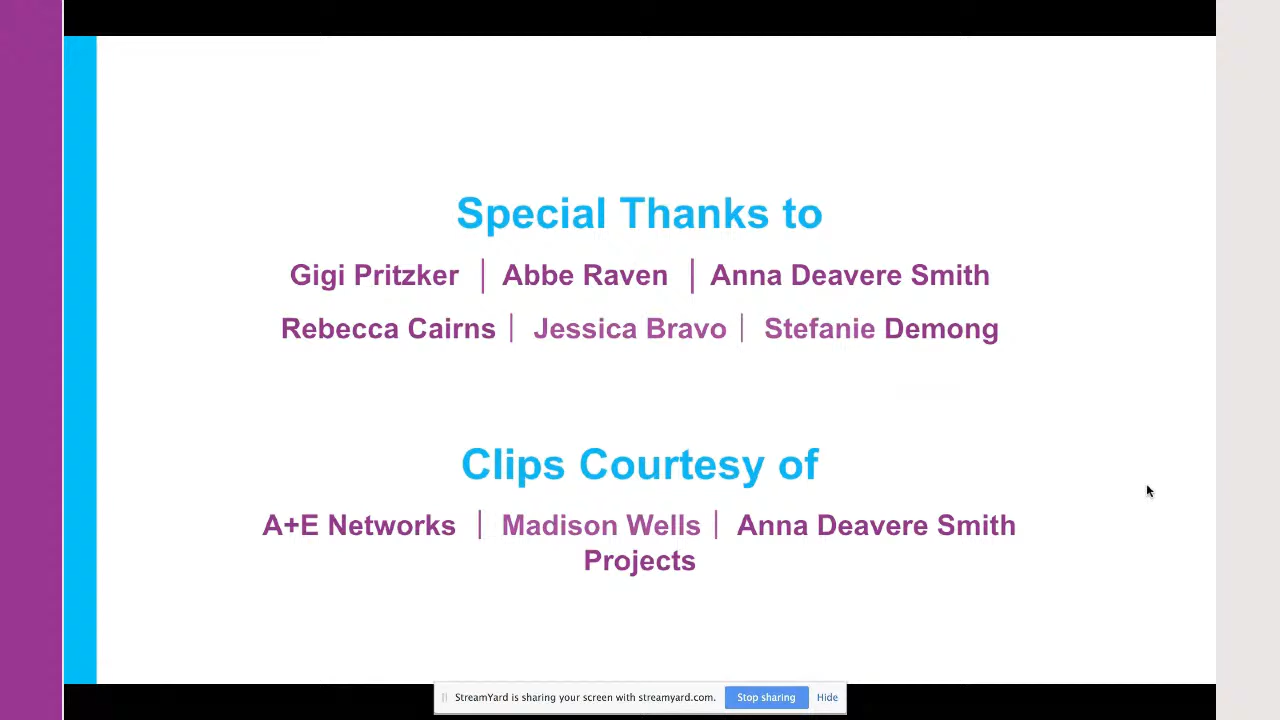 Special Thanks to
Gigi Pritzker | Abbe Raven | Anna Deavere Smith
Rebecca Cairns | Jessica Bravo | Stefanie Demong
Clips Courtesy of
A+E Networks | Madison Wells | Anna Deavere Smith
Projects
StreamYard is sharing your screen with streamyard.com. Stop sharing Hide